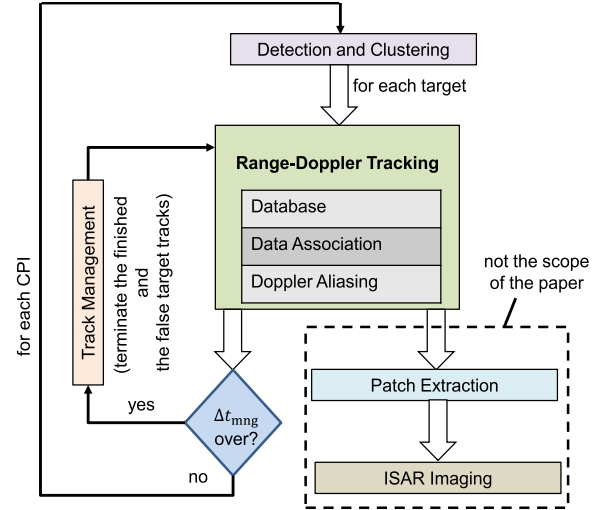 Detection and Clustering
for each target
Range-Doppler Tracking
Database
Data Association
Doppler Aliasing
for each CPI
Track Management
(terminate the finished
and
the false target tracks)
not the scope
of the paper
Patch Extraction
ISAR Imaging
Δt_mng
over?
yes
no